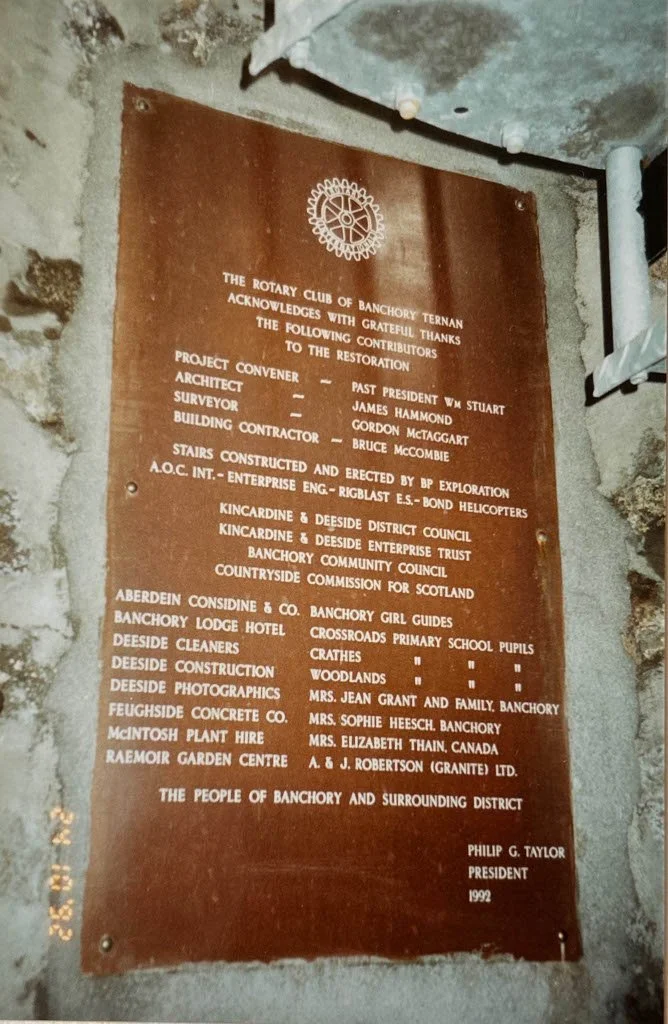 ROTARY INTERNATIONAL
THE ROTARY CLUB OF BANCHORY TERNAN
ACKNOWLEDGES WITH GRATEFUL THANKS
THE FOLLOWING CONTRIBUTORS
TO THE RESTORATION
PROJECT CONVENER – PAST PRESIDENT WM STUART
ARCHITECT – JAMES HAMMOND
SURVEYOR – GORDON McTAGGART
BUILDING CONTRACTOR – BRUCE McCOMBIE
STAIRS CONSTRUCTED AND ERECTED BY BP EXPLORATION
A.O.C. INT.-ENTERPRISE ENG.-RIGBLAST E.S.-BOND HELICOPTERS
KINCARDINE & DEESIDE DISTRICT COUNCIL
KINCARDINE & DEESIDE ENTERPRISE TRUST
BANCHORY COMMUNITY COUNCIL
COUNTRYSIDE COMMISSION FOR SCOTLAND
ABERDEIN CONSIDINE & CO. BANCHORY GIRL GUIDES
BANCHORY LODGE HOTEL CROSSROADS PRIMARY SCHOOL PUPILS
DEESIDE CLEANERS CRATHES " " "
DEESIDE CONSTRUCTION WOODLANDS " " "
DEESIDE PHOTOGRAPHICS MRS. JEAN GRANT AND FAMILY, BANCHORY
FEUGHSIDE CONCRETE CO. MRS. SOPHIE HEESCH, BANCHORY
McINTOSH PLANT HIRE MRS. ELIZABETH THAIN, CANADA
RAEMOIR GARDEN CENTRE A. & J. ROBERTSON (GRANITE) LTD.
THE PEOPLE OF BANCHORY AND SURROUNDING DISTRICT
PHILIP G. TAYLOR
PRESIDENT
1992
24 10 '92